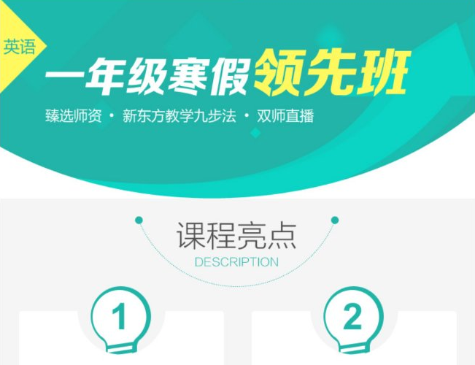 英语
一年级寒假领先班
臻选师资 • 新东方教学九步法 • 双师直播
课程亮点
DESCRIPTION
1
2